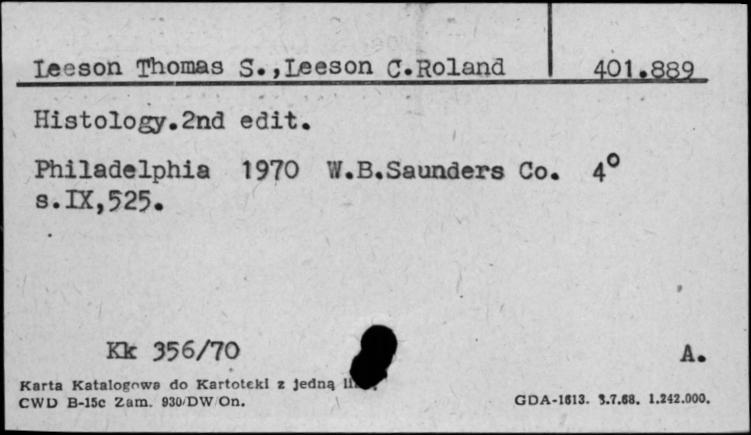 Leeson Thomas S.,Leeson C.Roland 401.889
Histology.2nd edit.
Philadelphia 1970 W.B.Saunders Co. 4°
s.IX,525.
Kk 356/70 A.
Karta Katalogowa do Kartoteki z jedną
CWD B-15c Zam. 930/DW/On. GDA-1613. 3.7.68. 1.242.000.